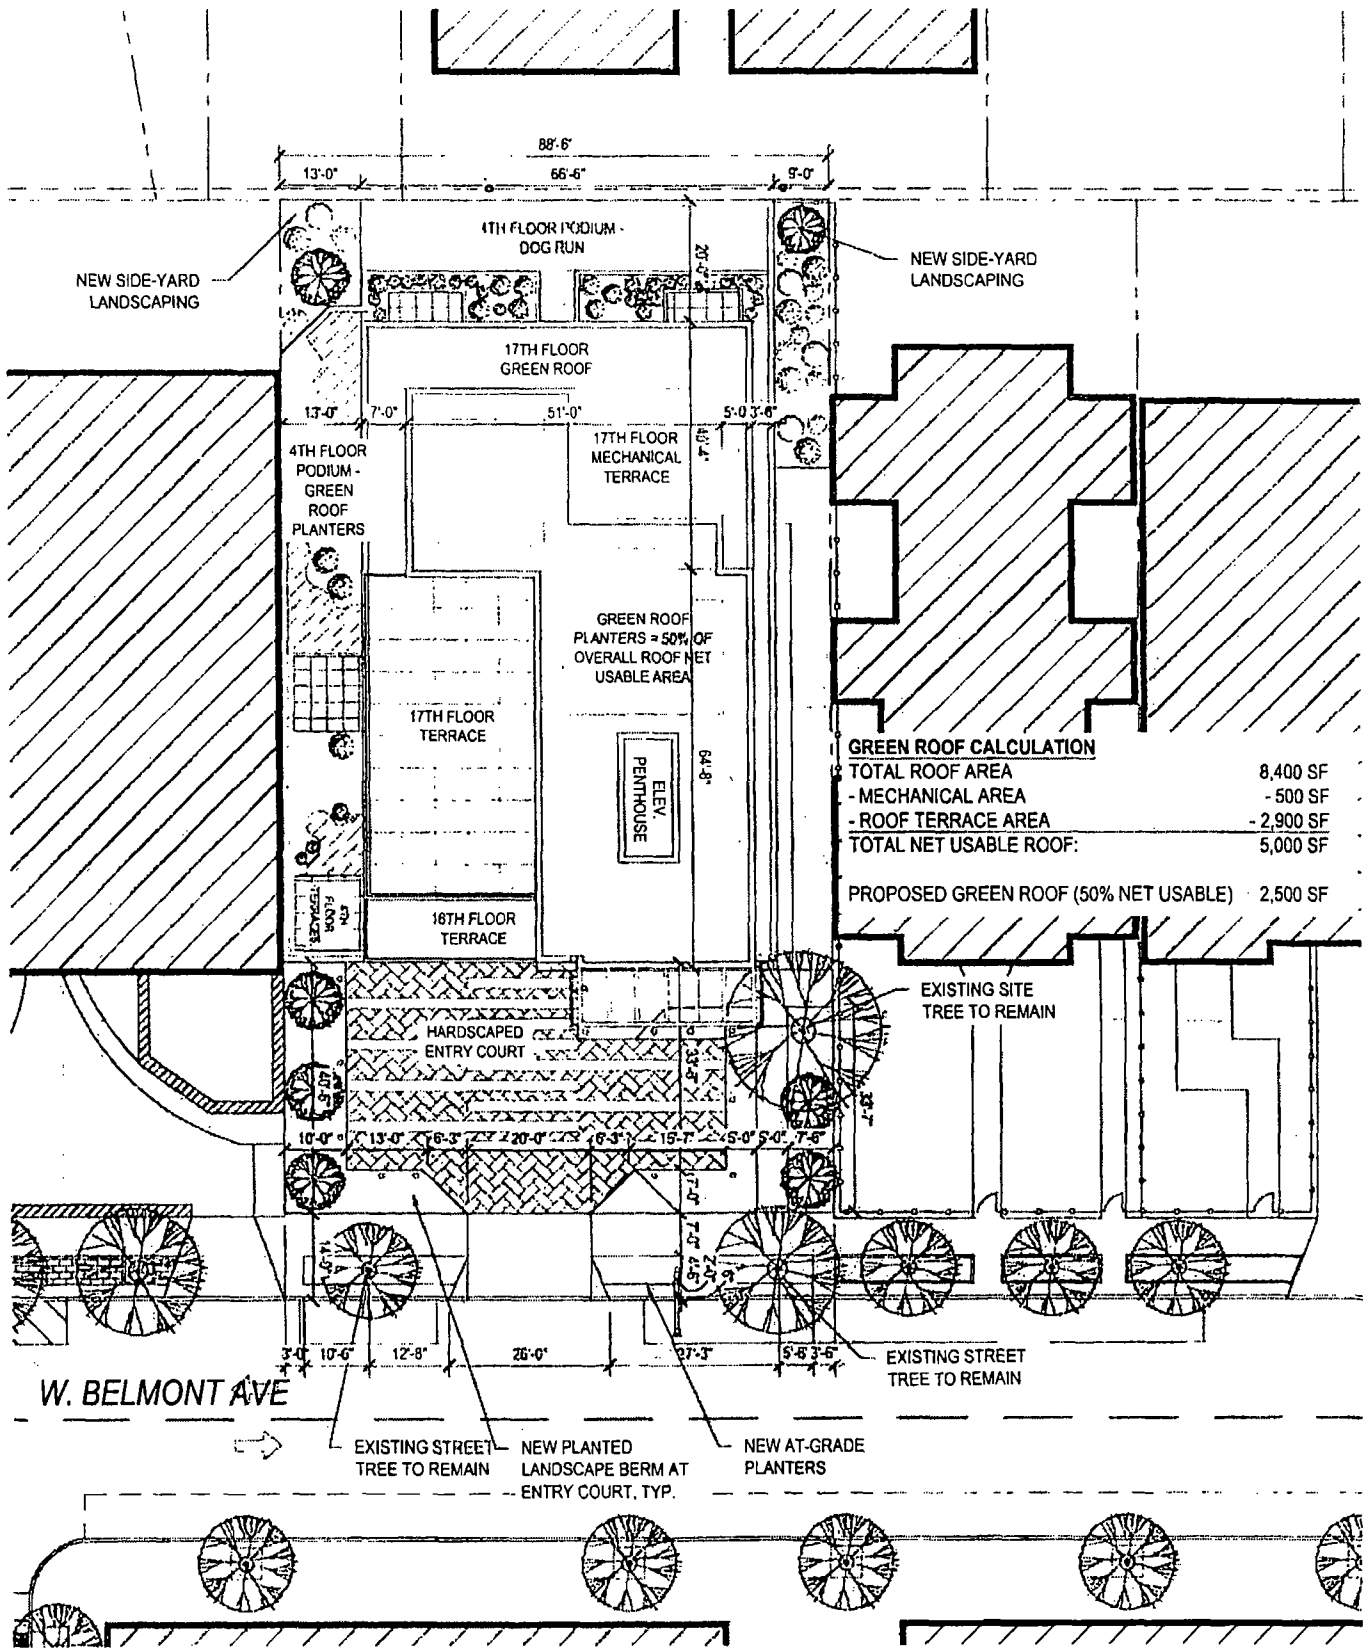 88'-6"
13'-0"
66'-6"
9'-0"
4TH FLOOR PODIUM -
DOG RUN
20'-0"
NEW SIDE-YARD
LANDSCAPING
NEW SIDE-YARD
LANDSCAPING
17TH FLOOR
GREEN ROOF
13'-0"
7'-0"
51'-0"
5'-0
3'-6"
17TH FLOOR
MECHANICAL
TERRACE
4TH FLOOR
PODIUM -
GREEN
ROOF
PLANTERS
GREEN ROOF
PLANTERS = 50% OF
OVERALL ROOF NET
USABLE AREA
17TH FLOOR
TERRACE
64'-8"
ELEV.
PENTHOUSE
GREEN ROOF CALCULATION
TOTAL ROOF AREA 8,400 SF
- MECHANICAL AREA - 500 SF
- ROOF TERRACE AREA - 2,900 SF
TOTAL NET USABLE ROOF: 5,000 SF
PROPOSED GREEN ROOF (50% NET USABLE) 2,500 SF
FLOOR
TERRACES
16TH FLOOR
TERRACE
EXISTING SITE
TREE TO REMAIN
HARDSCAPED
ENTRY COURT
33'-7"
10'-0"
13'-0"
6'-3"
20'-0"
6'-3"
15'-7"
5'-0"
5'-0"
7'-6"
7'-0"
14'-0"
3'-0"
10'-6"
12'-8"
26'-0"
27'-3"
5'-6
3'-6"
EXISTING STREET
TREE TO REMAIN
W. BELMONT AVE
EXISTING STREET
TREE TO REMAIN
NEW PLANTED
LANDSCAPE BERM AT
ENTRY COURT, TYP.
NEW AT-GRADE
PLANTERS